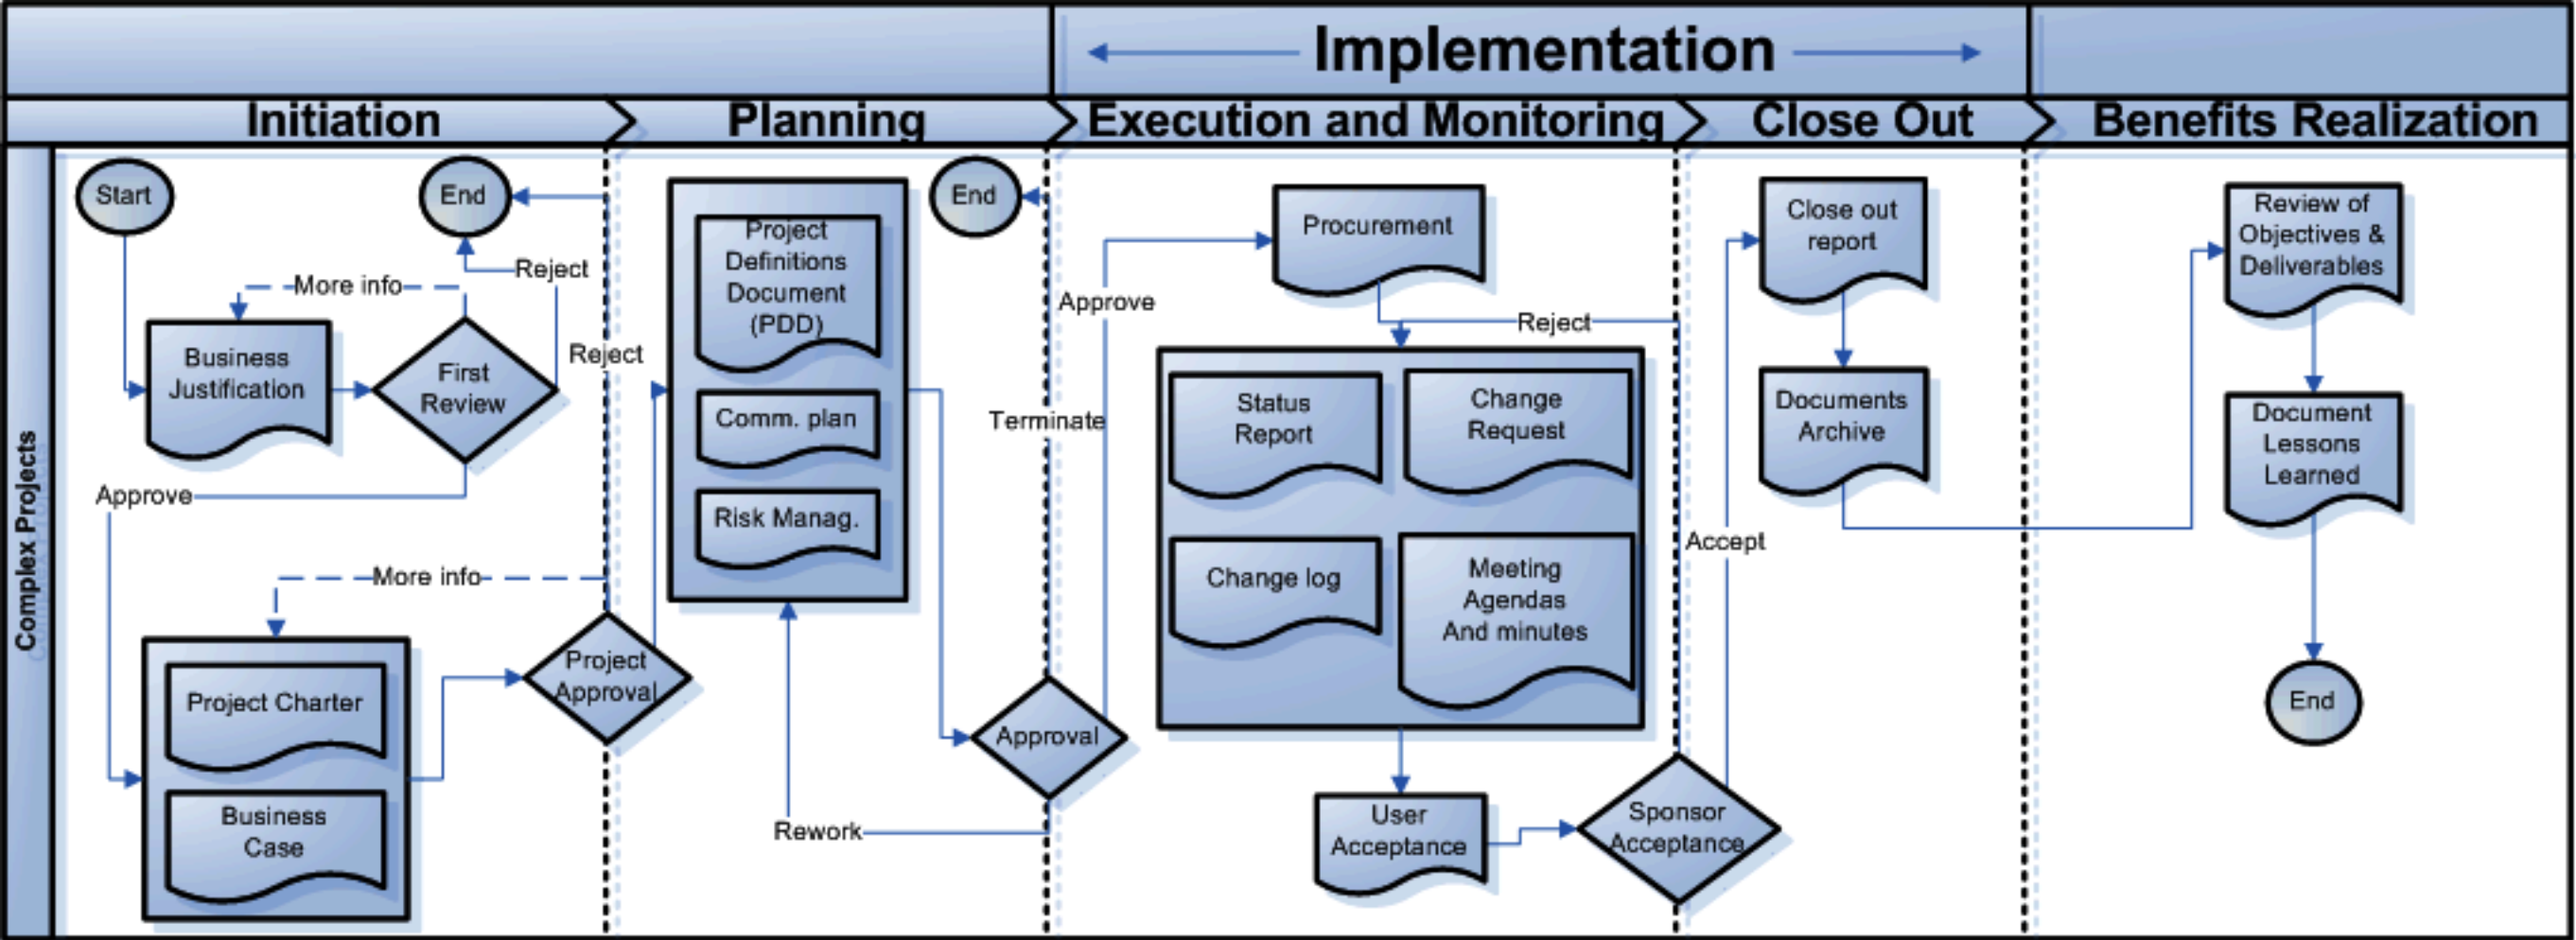 Implementation
Initiation
Planning
Execution and Monitoring
Close Out
Benefits Realization
Complex Projects
Start
End
Reject
More info
Business
Justification
First
Review
Approve
More info
Project Charter
Business
Case
Project
Approval
Reject
Project
Definitions
Document
(PDD)
Comm. plan
Risk Manag.
End
Terminate
Approval
Rework
Approve
Procurement
Reject
Status
Report
Change
Request
Change log
Meeting
Agendas
And minutes
User
Acceptance
Sponsor
Acceptance
Accept
Close out
report
Documents
Archive
Review of
Objectives &
Deliverables
Document
Lessons
Learned
End